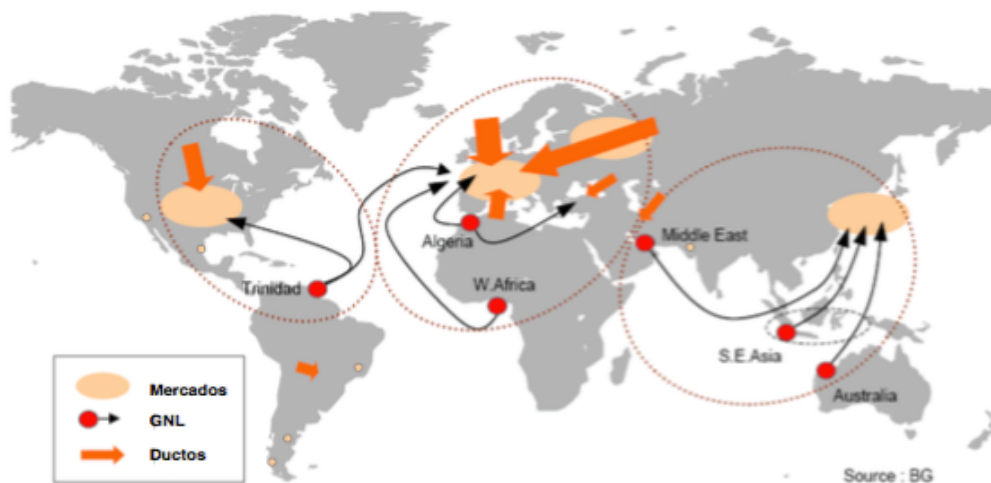 Algeria
Middle East
Trinidad
W.Africa
S.E.Asia
Australia
Mercados
GNL
Ductos
Source : BG